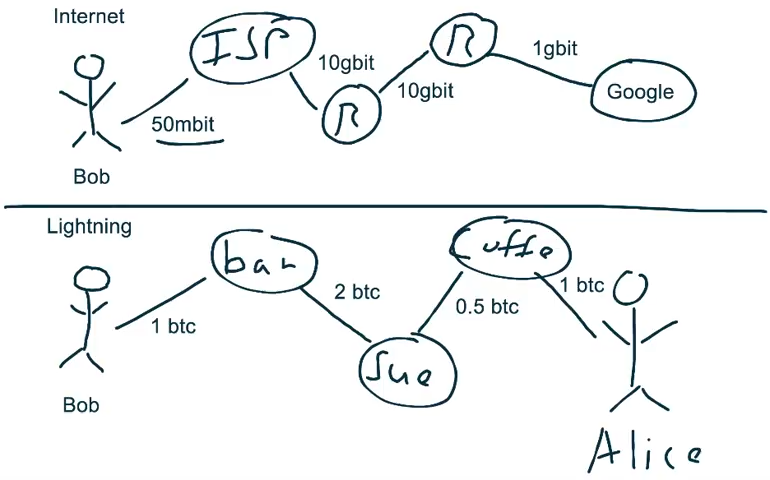 Internet
ISP
10gbit
R
1gbit
Google
10gbit
R
50mbit
Bob
Lightning
bar
2 btc
Sue
0.5 btc
1 btc
1 btc
Bob
Alice